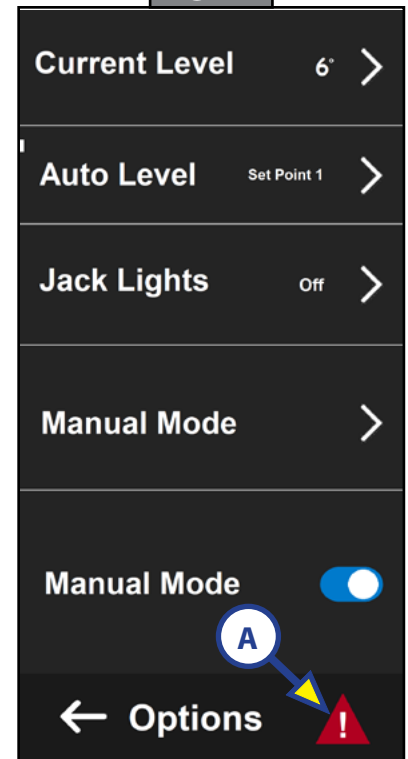 Current Level 6°
Auto Level Set Point 1
Jack Lights Off
Manual Mode
Manual Mode
A
← Options !